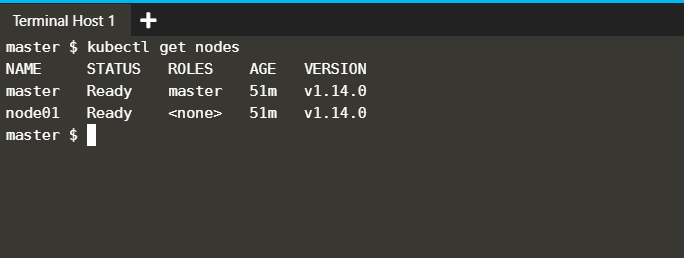 Terminal Host 1 +
master $ kubectl get nodes
NAME     STATUS   ROLES    AGE   VERSION
master   Ready    master   51m   v1.14.0
node01   Ready    <none>   51m   v1.14.0
master $